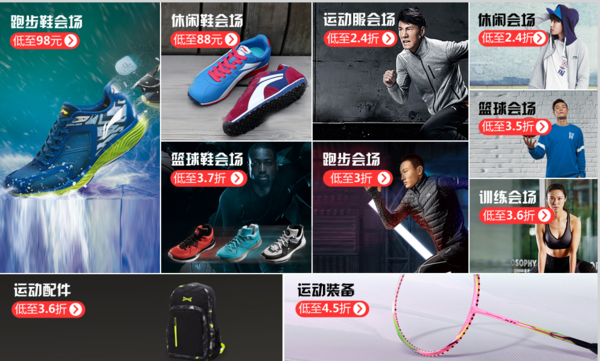 跑步鞋会场
低至98元
休闲鞋会场
低至88元
运动服会场
低至2.4折
休闲会场
低至2.4折
篮球会场
低至3.5折
篮球鞋会场
低至3.7折
跑步会场
低至3折
训练会场
低至3.6折
OSOPHY
运动配件
低至3.6折
运动装备
低至4.5折